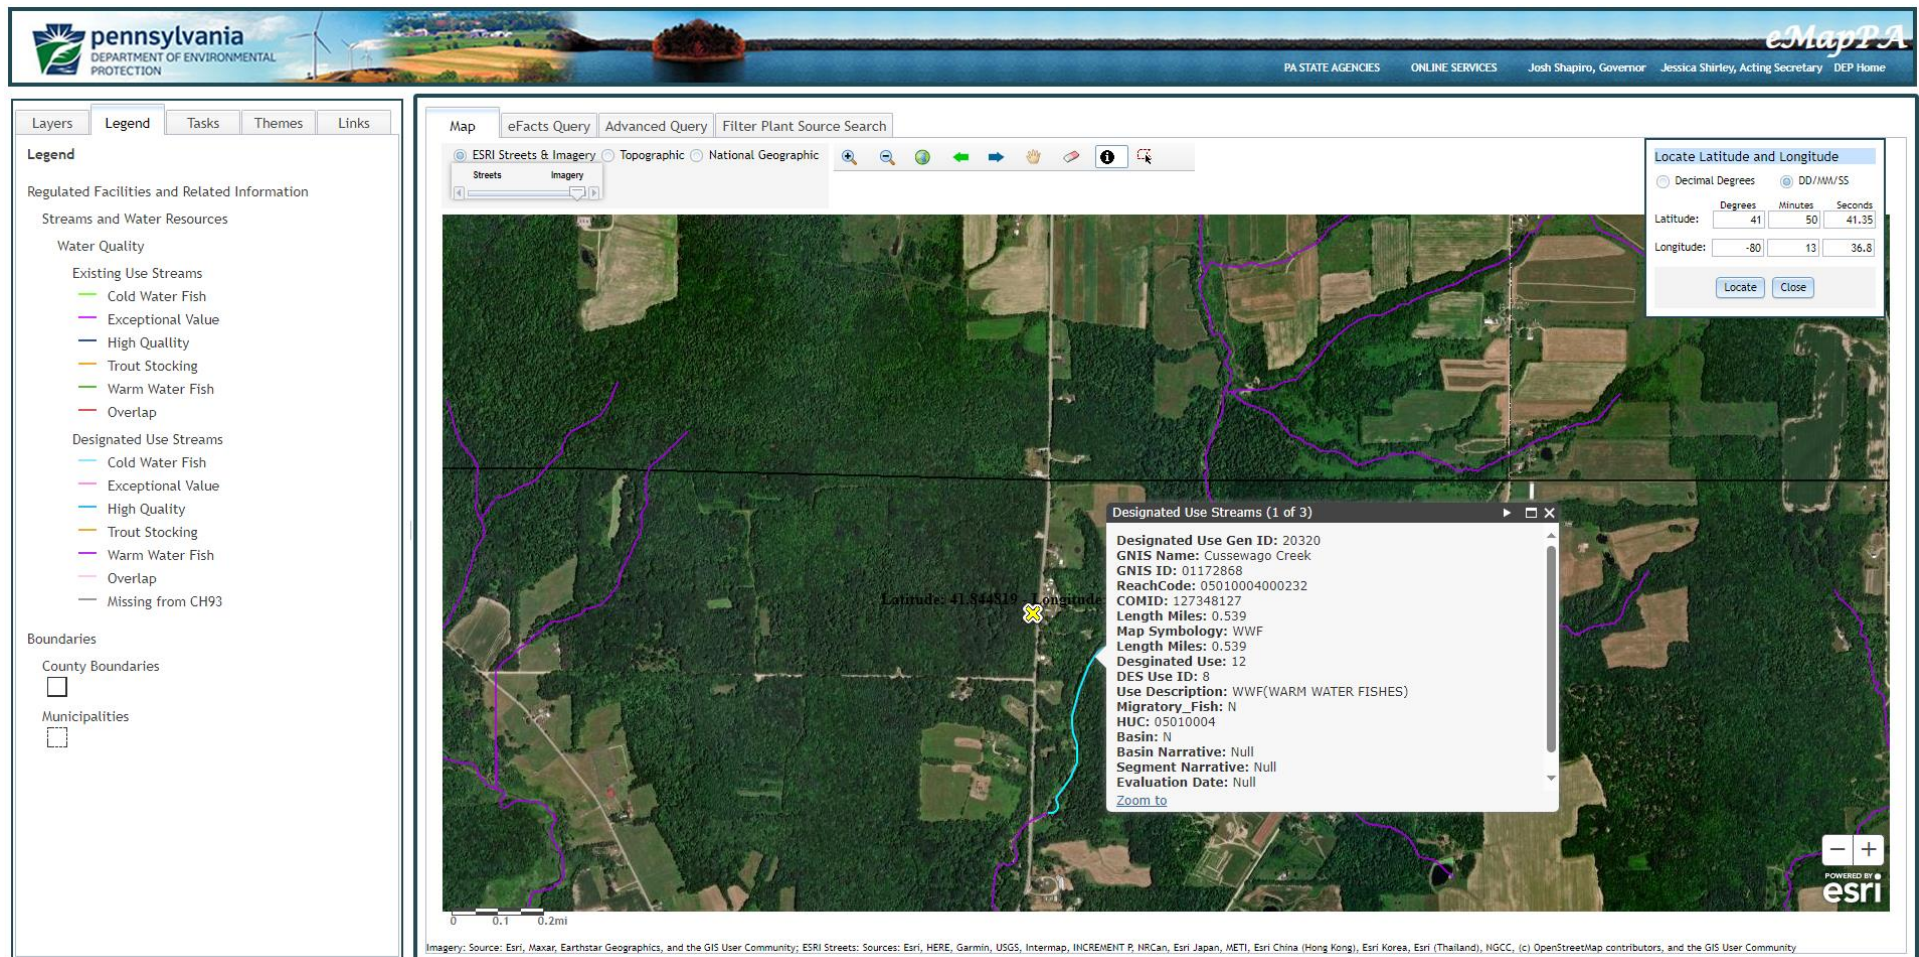 pennsylvania
DEPARTMENT OF ENVIRONMENTAL
PROTECTION
eMapPA
PA STATE AGENCIES ONLINE SERVICES Josh Shapiro, Governor Jessica Shirley, Acting Secretary DEP Home
Layers Legend Tasks Themes Links
Legend
Regulated Facilities and Related Information
Streams and Water Resources
Water Quality
Existing Use Streams
Cold Water Fish
Exceptional Value
High Quallity
Trout Stocking
Warm Water Fish
Overlap
Designated Use Streams
Cold Water Fish
Exceptional Value
High Quality
Trout Stocking
Warm Water Fish
Overlap
Missing from CH93
Boundaries
County Boundaries
Municipalities
Map eFacts Query Advanced Query Filter Plant Source Search
ESRI Streets & Imagery Topographic National Geographic
Streets Imagery
Locate Latitude and Longitude
Decimal Degrees DD/MM/SS
Degrees Minutes Seconds
Latitude: 41 50 41.35
Longitude: -80 13 36.8
Locate Close
Latitude: 41.844819 - Longitude
Designated Use Streams (1 of 3)
Designated Use Gen ID: 20320
GNIS Name: Cussewago Creek
GNIS ID: 01172868
ReachCode: 05010004000232
COMID: 127348127
Length Miles: 0.539
Map Symbology: WWF
Length Miles: 0.539
Desginated Use: 12
DES Use ID: 8
Use Description: WWF(WARM WATER FISHES)
Migratory_Fish: N
HUC: 05010004
Basin: N
Basin Narrative: Null
Segment Narrative: Null
Evaluation Date: Null
Zoom to
POWERED BY
esri
0 0.1 0.2mi
Imagery: Source: Esri, Maxar, Earthstar Geographics, and the GIS User Community; ESRI Streets: Sources: Esri, HERE, Garmin, USGS, Intermap, INCREMENT P, NRCan, Esri Japan, METI, Esri China (Hong Kong), Esri Korea, Esri (Thailand), NGCC, (c) OpenStreetMap contributors, and the GIS User Community